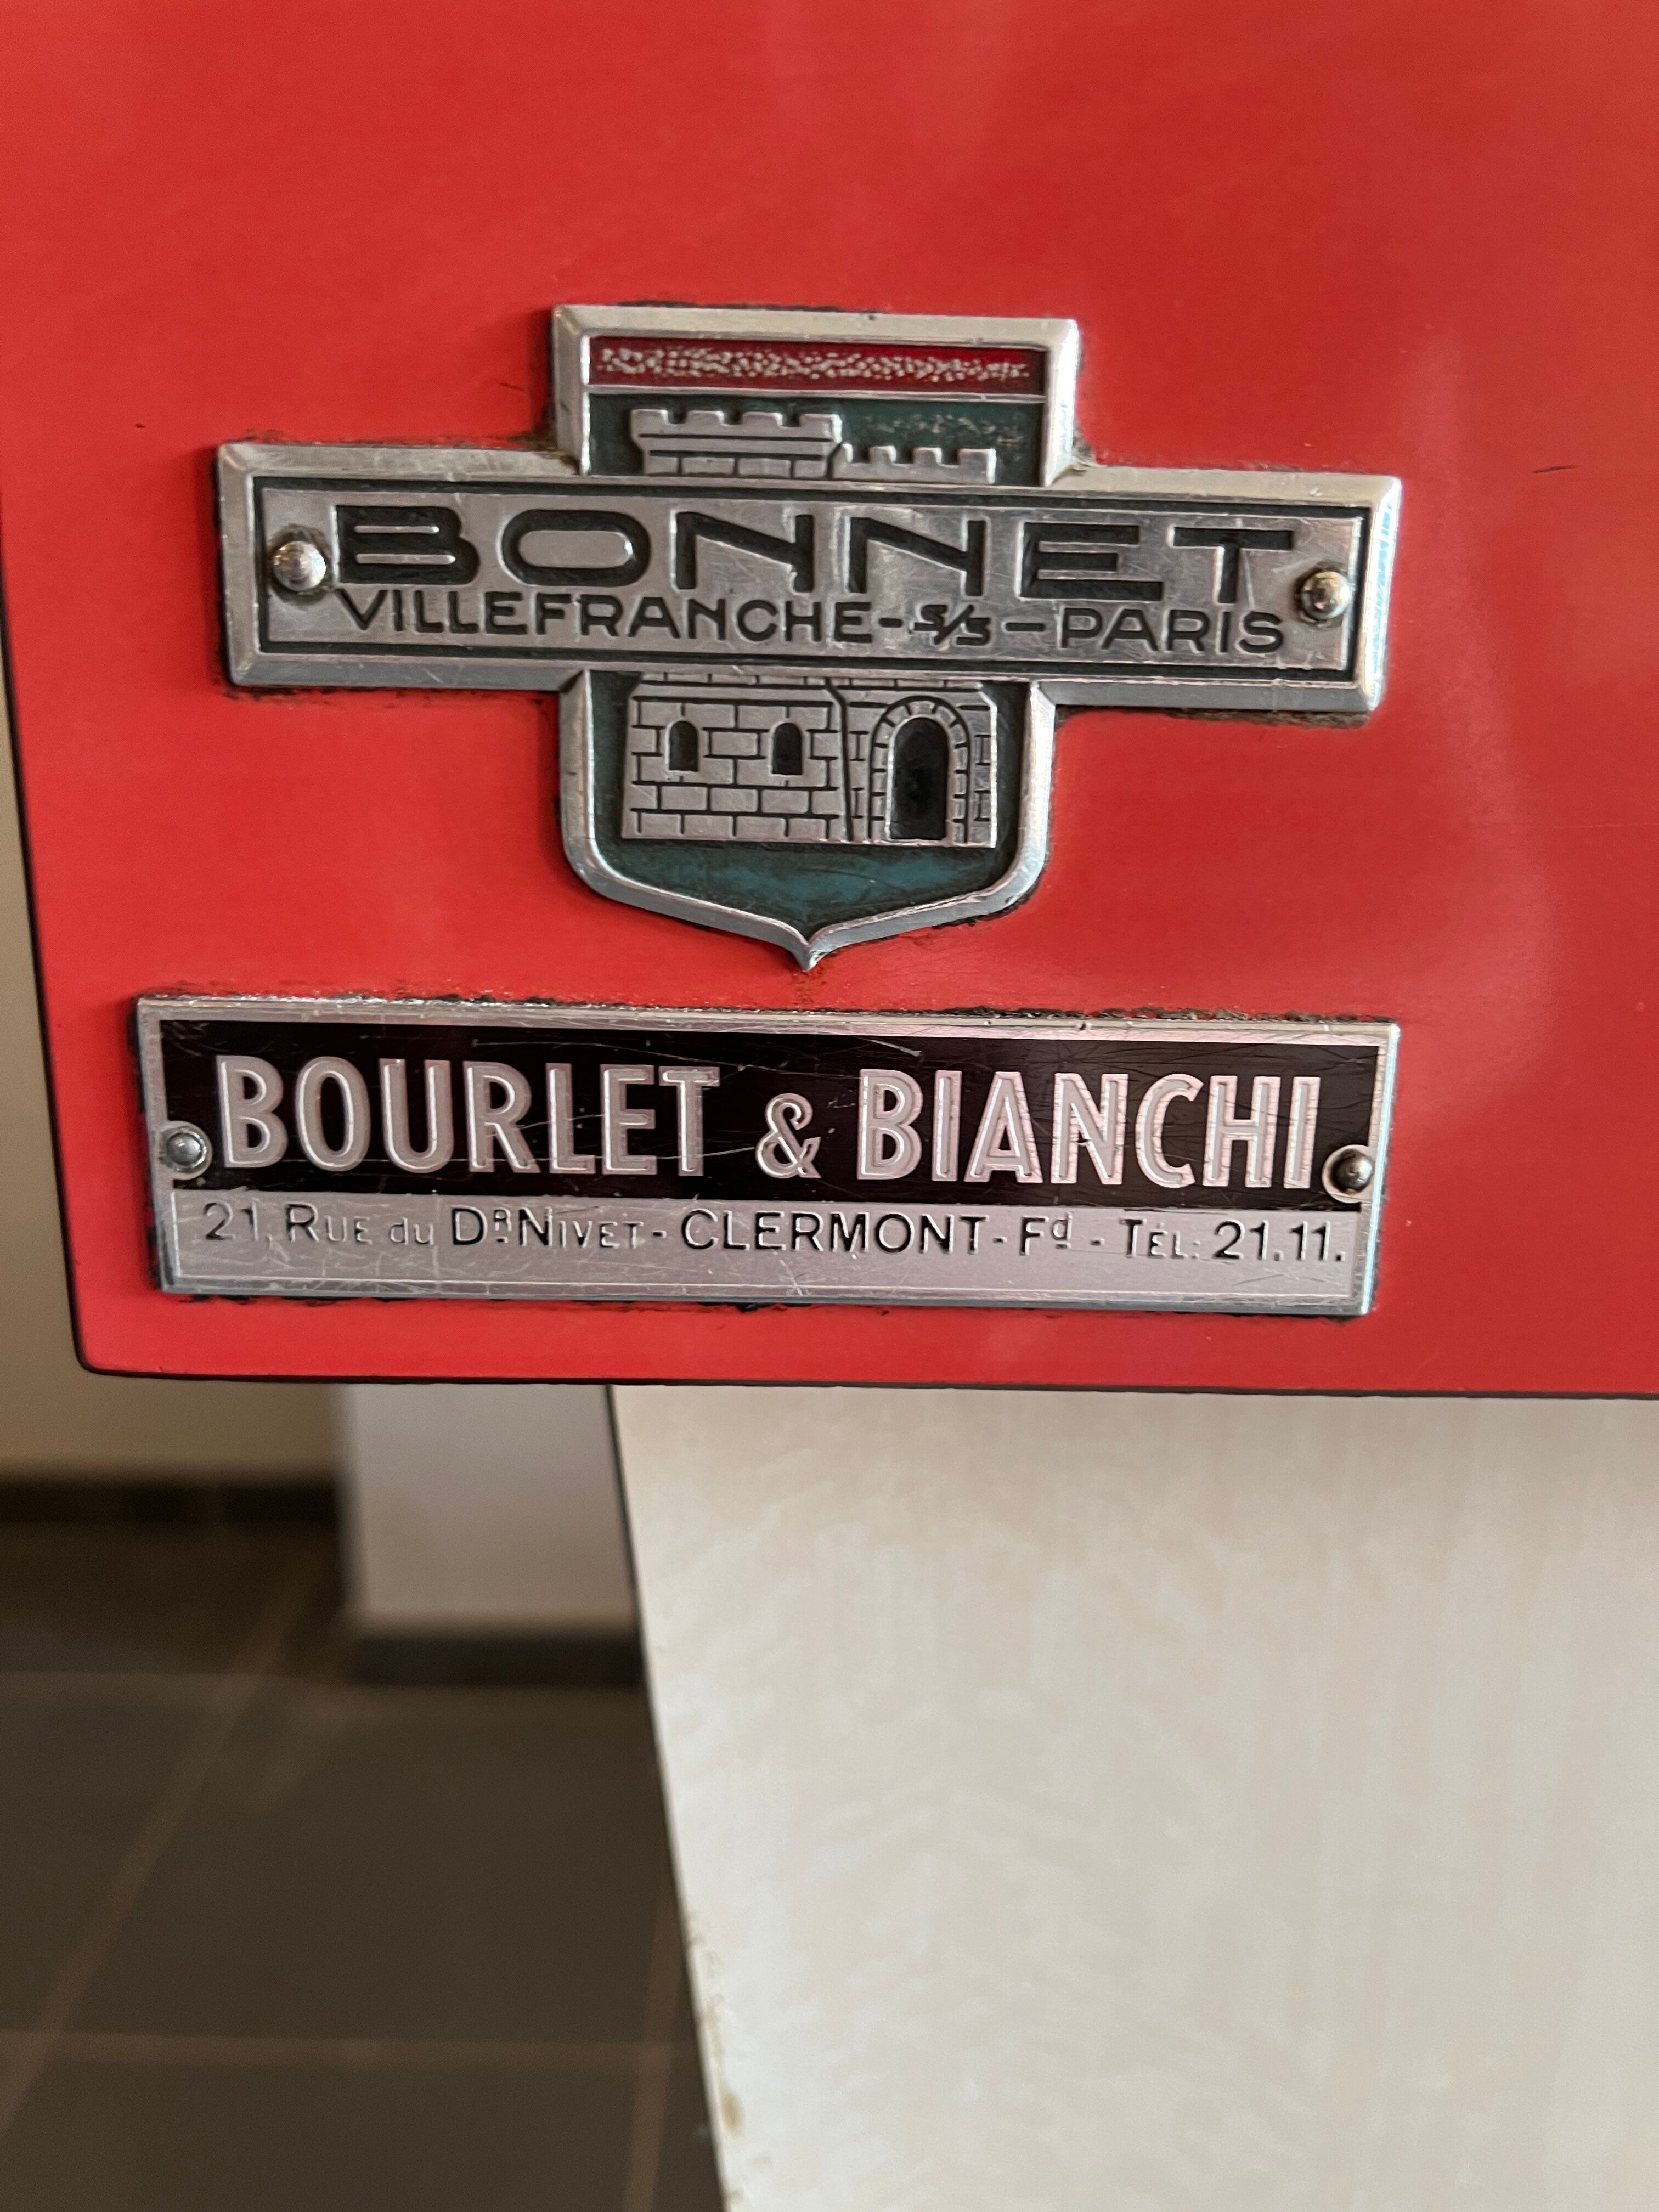 BONNET
VILLEFRANCHE-S/S-PARIS
BOURLET & BIANCHI
21, RUE du DR NIVET - CLERMONT-Fd - TÉL: 21.11.